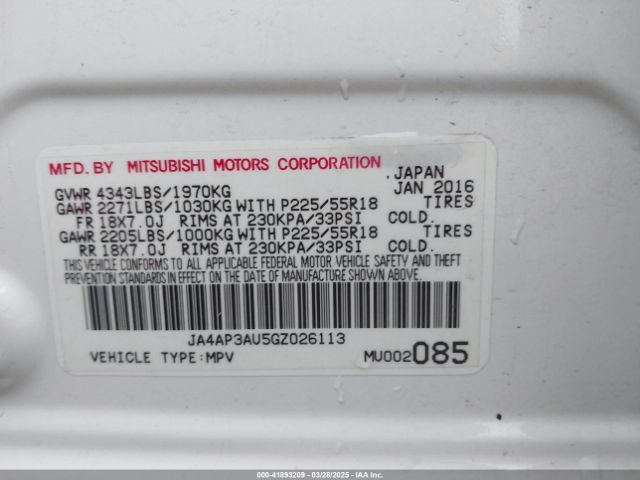 MFD. BY MITSUBISHI MOTORS CORPORATION , JAPAN
GVWR 4343LBS/1970KG JAN 2016
GAWR 2271LBS/1030KG WITH P225/55R18 TIRES
FR 18X7.0J RIMS AT 230KPA/33PSI COLD.
GAWR 2205LBS/1000KG WITH P225/55R18 TIRES
RR 18X7.0J RIMS AT 230KPA/33PSI COLD.
THIS VEHICLE CONFORMS TO ALL APPLICABLE FEDERAL MOTOR VEHICLE SAFETY AND THEFT
PREVENTION STANDARDS IN EFFECT ON THE DATE OF MANUFACTURE SHOWN ABOVE.
JA4AP3AU5GZ026113
VEHICLE TYPE:MPV MU002085
000-41893209 | 03/28/2025 - IAAI.COM